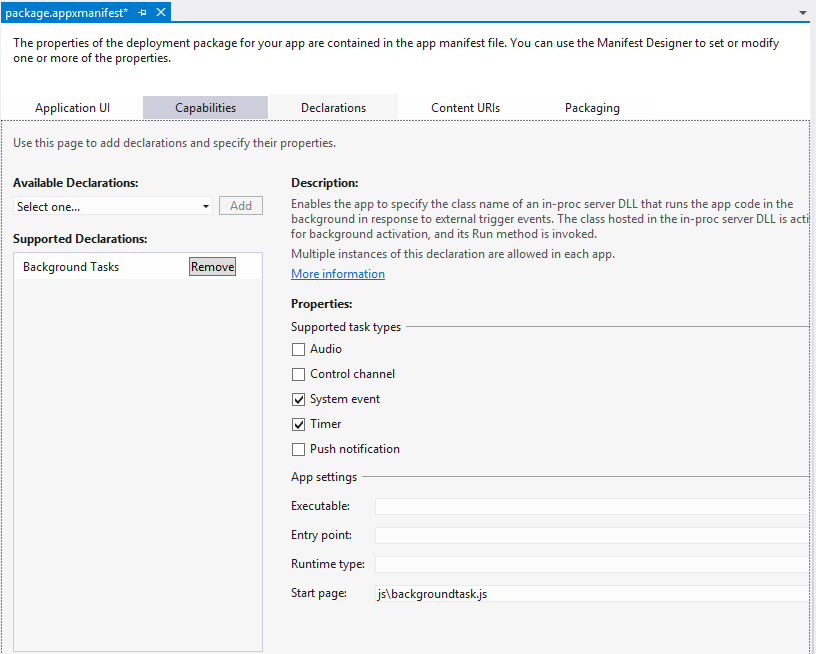 package.appxmanifest*
The properties of the deployment package for your app are contained in the app manifest file. You can use the Manifest Designer to set or modify
one or more of the properties.
Application UI Capabilities Declarations Content URIs Packaging
Use this page to add declarations and specify their properties.
Available Declarations:
Select one... Add
Supported Declarations:
Background Tasks Remove
Description:
Enables the app to specify the class name of an in-proc server DLL that runs the app code in the
background in response to external trigger events. The class hosted in the in-proc server DLL is acti
for background activation, and its Run method is invoked.
Multiple instances of this declaration are allowed in each app.
More information
Properties:
Supported task types
Audio
Control channel
System event
Timer
Push notification
App settings
Executable:
Entry point:
Runtime type:
Start page: js\backgroundtask.js